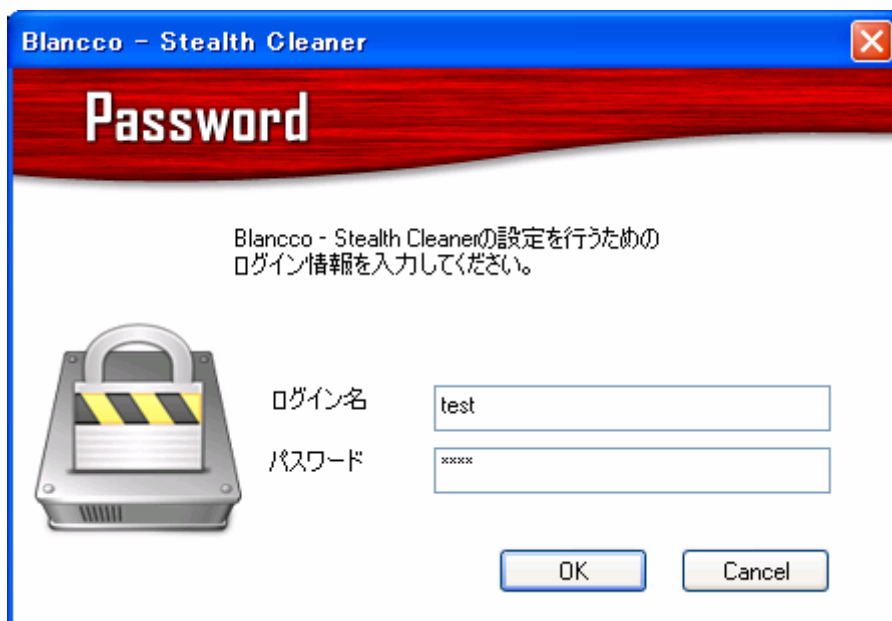 Blancco - Stealth Cleaner
Password
Blancco - Stealth Cleanerの設定を行うための
ログイン情報を入力してください。
ログイン名
test
パスワード
××××
OK
Cancel